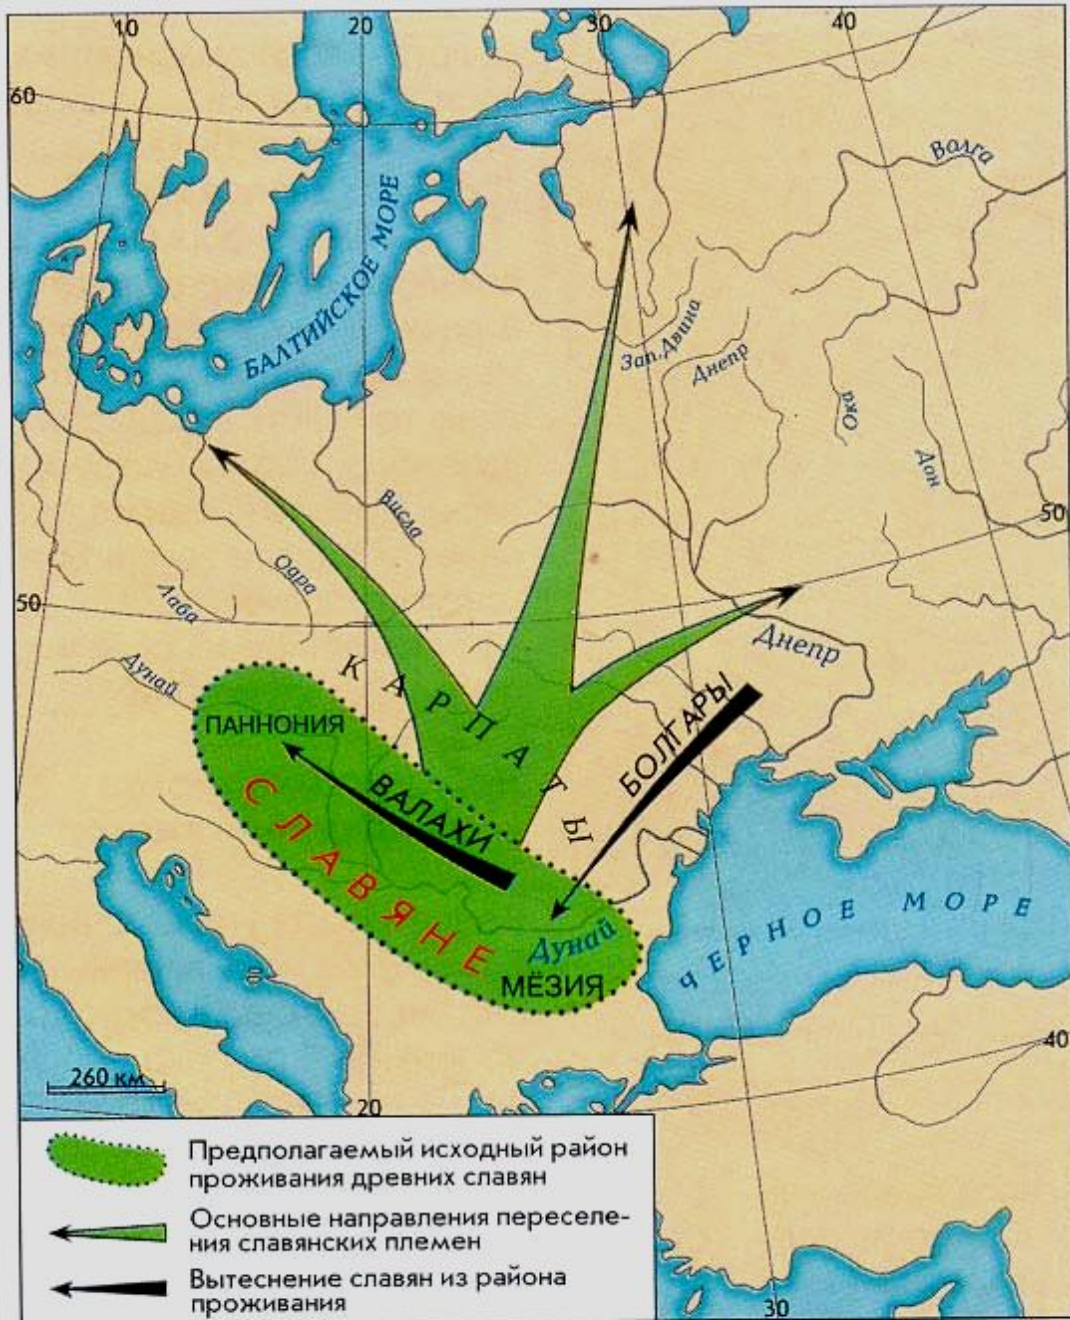 10
20
30
40
60
Волга
БАЛТИЙСКОЕ МОРЕ
Зап. Двина
Днепр
Ока
Дон
Висла
50
Одра
Лаба
50
Днепр
Дунай
КАРПАТЫ
ПАННОНИЯ
БОЛГАРЫ
ВАЛАХИ
СЛАВЯНЕ
ЧЕРНОЕ МОРЕ
Дунай
МЁЗИЯ
40
260 км
20
30
Предполагаемый исходный район
проживания древних славян
Основные направления переселе-
ния славянских племен
Вытеснение славян из района
проживания